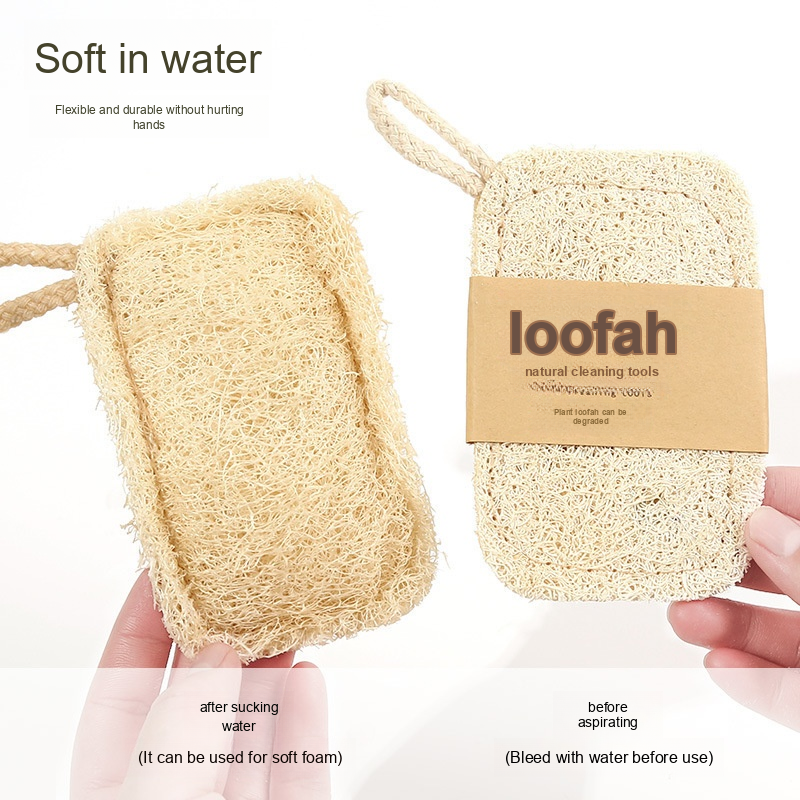 Soft in water
Flexible and durable without hurting
hands
loofah
natural cleaning tools
Plant loofah can be
degraded
after sucking
water
before
aspirating
(It can be used for soft foam)
(Bleed with water before use)